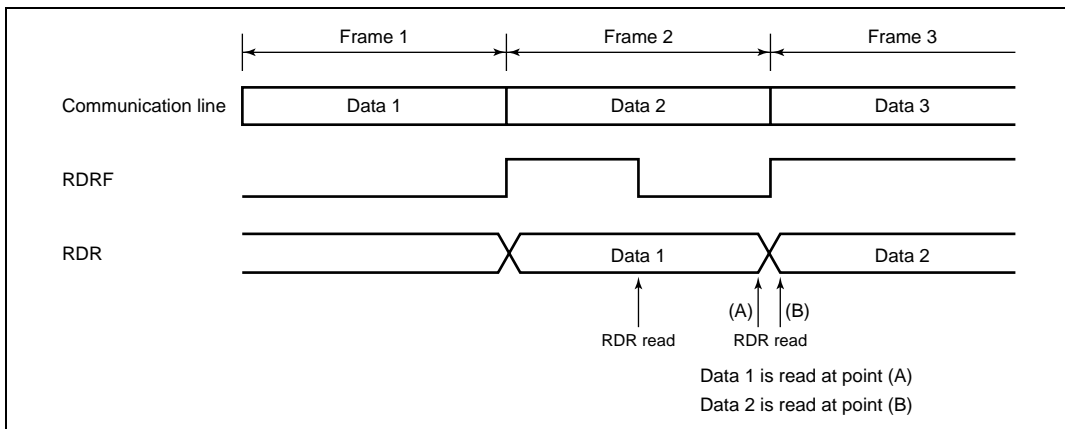 Frame 1 Frame 2 Frame 3
Communication line Data 1 Data 2 Data 3
RDRF
RDR Data 1 Data 2
(A) (B)
RDR read RDR read
Data 1 is read at point (A)
Data 2 is read at point (B)